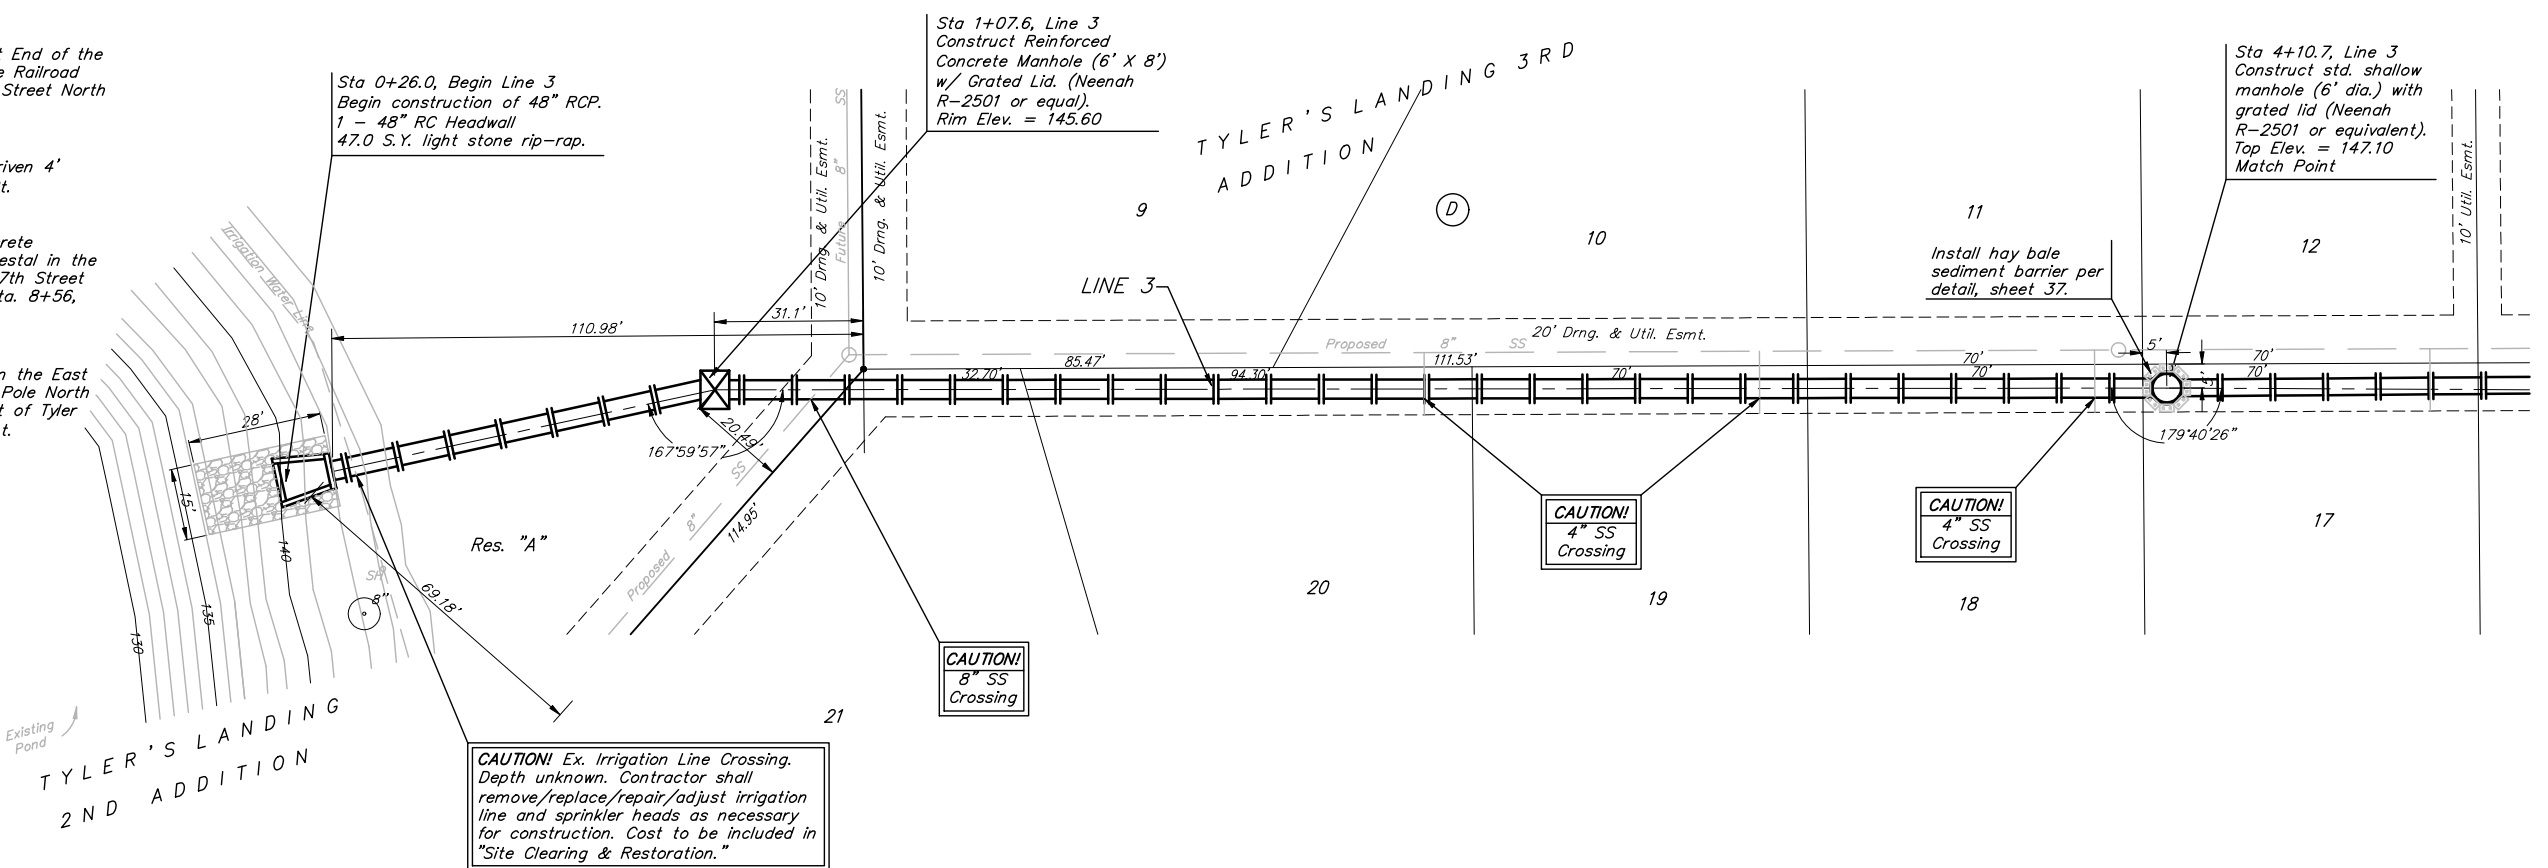 t End of the
e Railroad
Street North
riven 4'
t.
rete
estal in the
7th Street
ta. 8+56,
n the East
Pole North
t of Tyler
t.
Sta 0+26.0, Begin Line 3
Begin construction of 48" RCP.
1 - 48" RC Headwall
47.0 S.Y. light stone rip-rap.
Sta 1+07.6, Line 3
Construct Reinforced
Concrete Manhole (6' X 8')
w/ Grated Lid. (Neenah
R-2501 or equal).
Rim Elev. = 145.60
TYLER'S LANDING 3RD
ADDITION
Sta 4+10.7, Line 3
Construct std. shallow
manhole (6' dia.) with
grated lid (Neenah
R-2501 or equivalent).
Top Elev. = 147.10
Match Point
10' Drng. & Util. Esmt.
Future 8" SS
10' Drng. & Util. Esmt.
10' Util. Esmt.
9
D
10
11
12
Install hay bale
sediment barrier per
detail, sheet 37.
LINE 3
Irrigation Water Line
110.98'
31.1'
20' Drng. & Util. Esmt.
Proposed 8" SS
85.47'
111.53'
70'
5'
70'
32.70'
94.30'
70'
70'
70'
5'
28'
15'
167°59'57"
20.49'
179°40'26"
SS
8"
Proposed
114.95'
Res. "A"
140
135
130
SH
8"
69.18'
CAUTION!
4" SS
Crossing
CAUTION!
4" SS
Crossing
17
20
19
18
CAUTION!
8" SS
Crossing
21
Existing
Pond
TYLER'S LANDING
2ND ADDITION
CAUTION! Ex. Irrigation Line Crossing.
Depth unknown. Contractor shall
remove/replace/repair/adjust irrigation
line and sprinkler heads as necessary
for construction. Cost to be included in
"Site Clearing & Restoration."